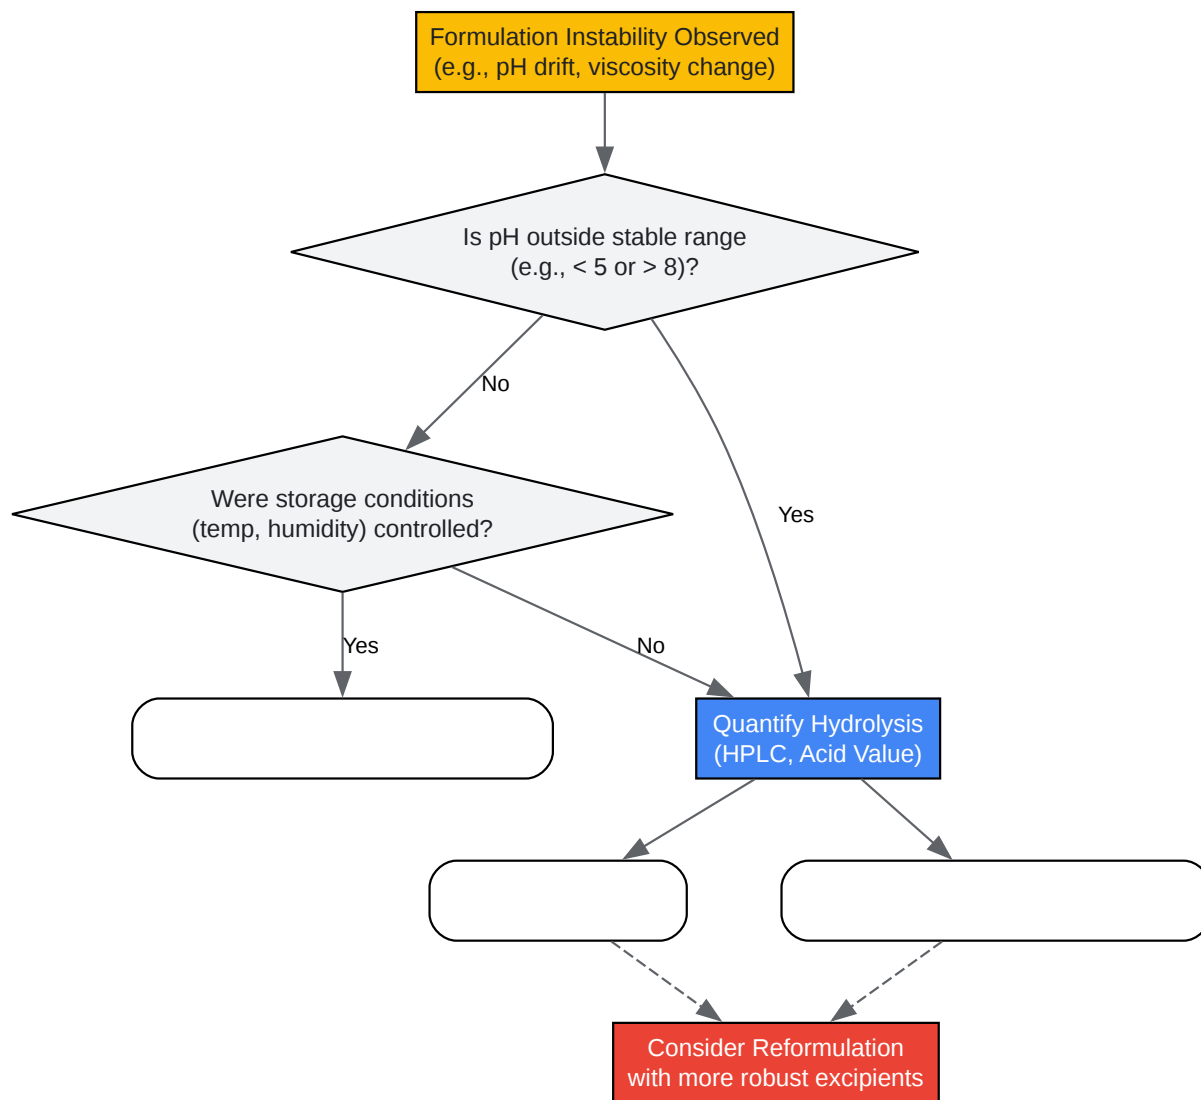 Formulation Instability Observed
(e.g., pH drift, viscosity change)
Is pH outside stable range
(e.g., < 5 or > 8)?
No
Were storage conditions
(temp, humidity) controlled?
Yes
Yes
No
Quantify Hydrolysis
(HPLC, Acid Value)
Consider Reformulation
with more robust excipients